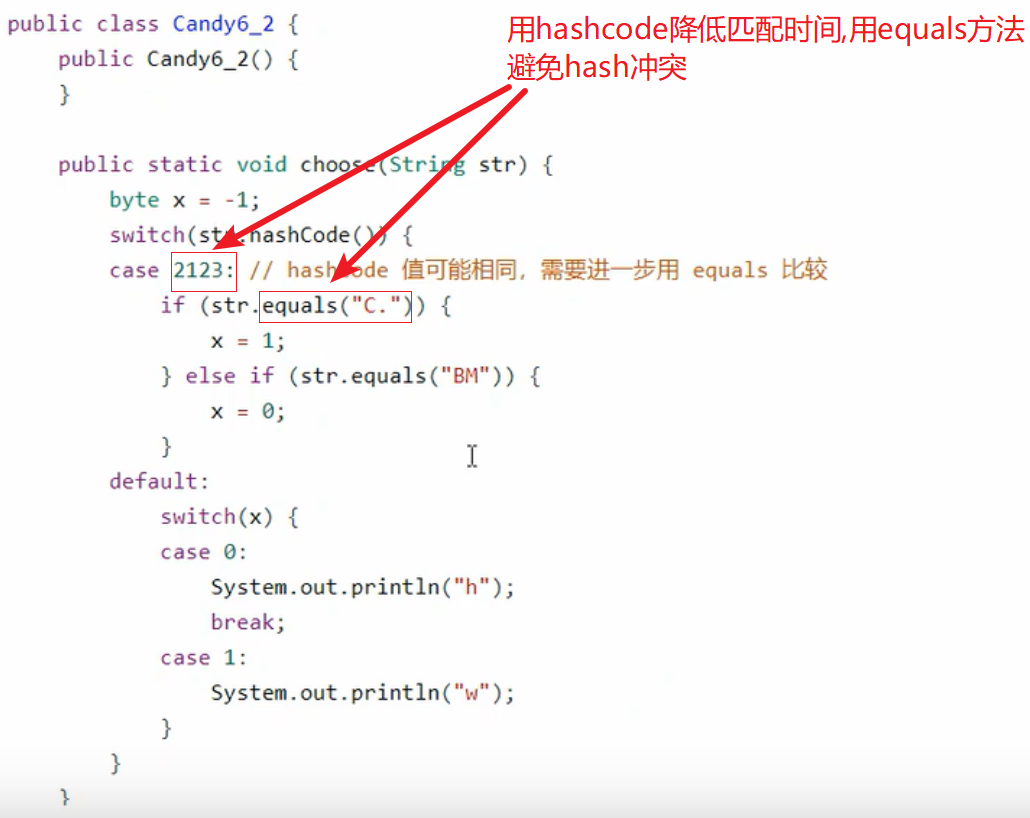 public class Candy6_2 {
用hashcode降低匹配时间,用equals方法
public Candy6_2() {
避免hash冲突
}
public static void choose(String str) {
byte x = -1;
switch(str.hashCode()) {
case 2123: // hashCode 值可能相同，需要进一步用 equals 比较
if (str.equals("C.")) {
x = 1;
} else if (str.equals("BM")) {
x = 0;
}
default:
switch(x) {
case 0:
System.out.println("h");
break;
case 1:
System.out.println("w");
}
}
}